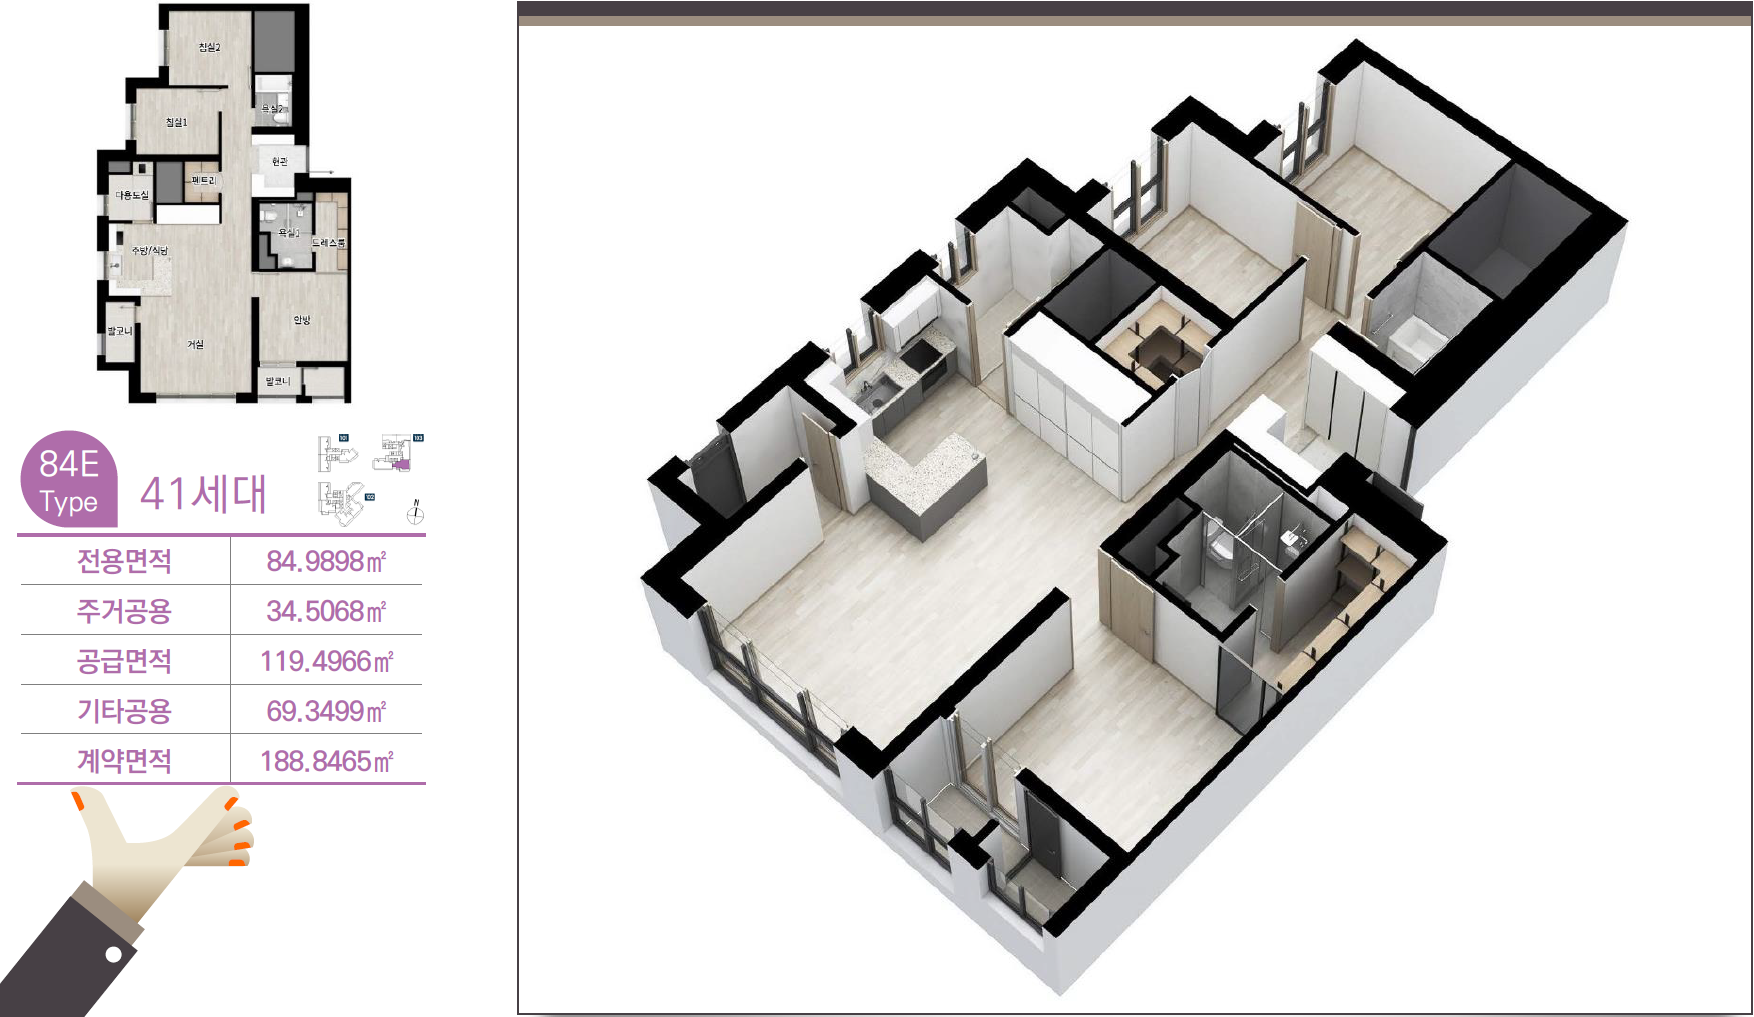 침실2
욕실2
침실1
현관
팬트리
다용도실
욕실1
드레스룸
주방/식당
안방
발코니
거실
발코니
101
103
102
N
84E
Type
41세대
전용면적 84.9898㎡
주거공용 34.5068㎡
공급면적 119.4966㎡
기타공용 69.3499㎡
계약면적 188.8465㎡